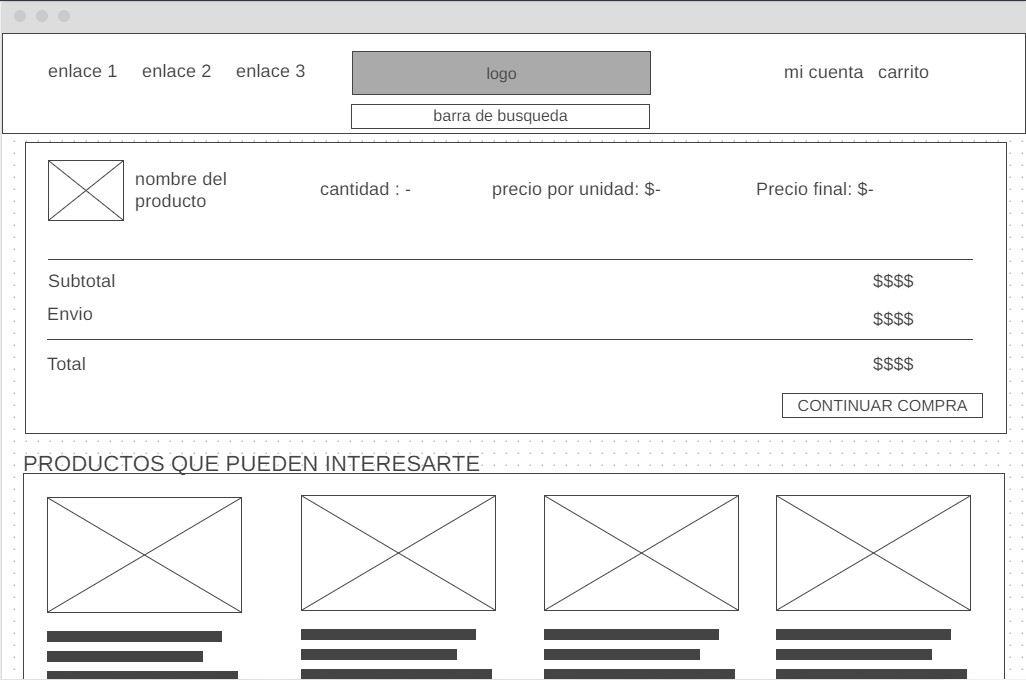 enlace 1 enlace 2 enlace 3 logo mi cuenta carrito
barra de busqueda
nombre del
producto
cantidad : - precio por unidad: $- Precio final: $-
Subtotal $$$$
Envio $$$$
Total $$$$
CONTINUAR COMPRA
PRODUCTOS QUE PUEDEN INTERESARTE